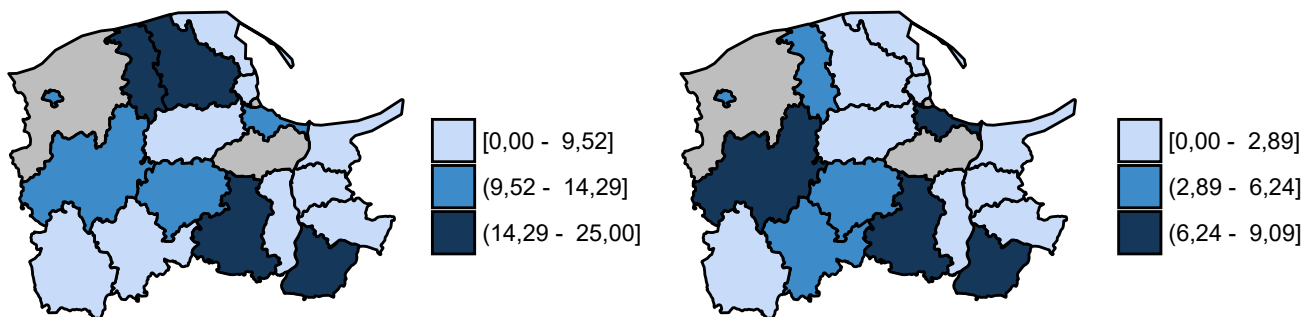 [0,00 - 9,52]
(9,52 - 14,29]
(14,29 - 25,00]
[0,00 - 2,89]
(2,89 - 6,24]
(6,24 - 9,09]